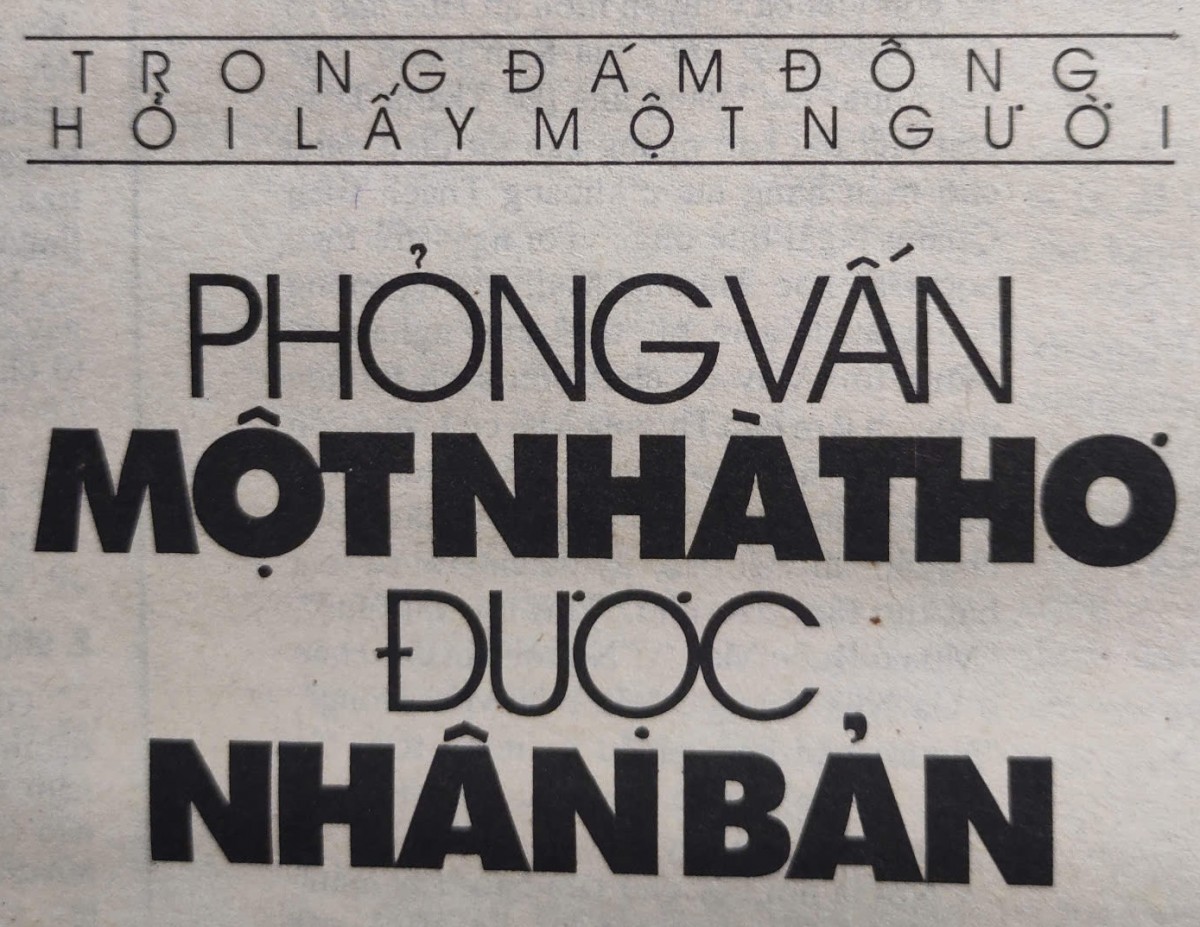 TRONG ĐÁM ĐÔNG
HỎI LẤY MỘT NGƯỜI
PHỎNG VẤN
MỘT NHÀ THƠ
ĐƯỢC
NHÂN BẢN